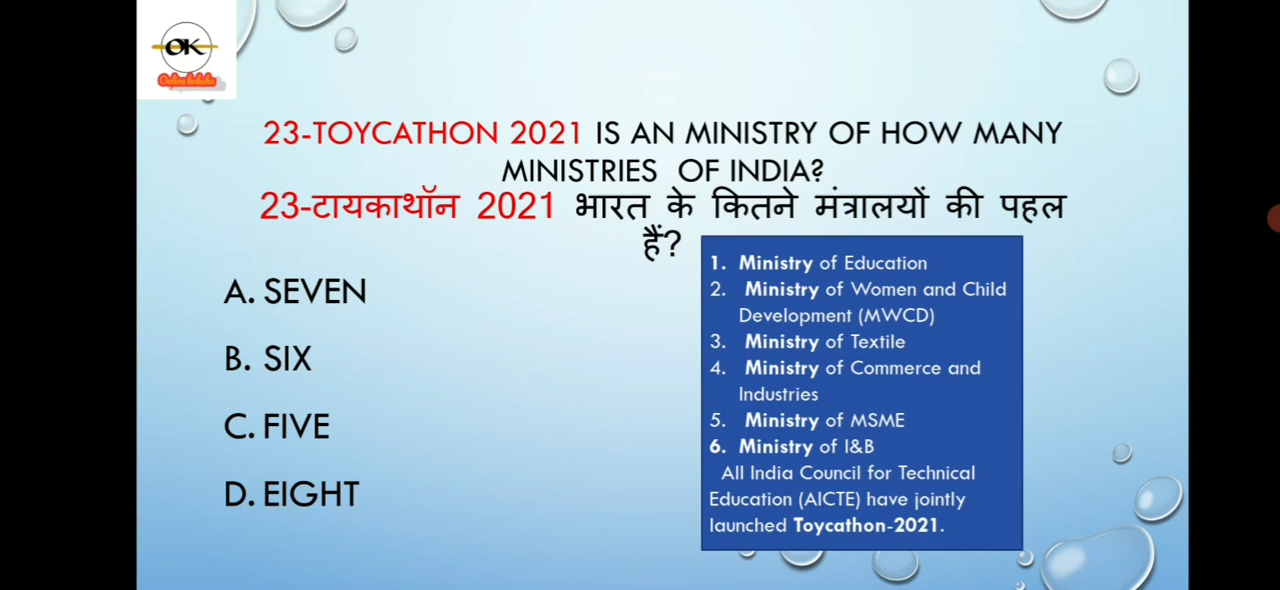 OK
Online kaksha
23-TOYCATHON 2021 IS AN MINISTRY OF HOW MANY
MINISTRIES OF INDIA?
23-टायकाथॉन 2021 भारत के कितने मंत्रालयों की पहल
हैं?
A. SEVEN
B. SIX
C. FIVE
D. EIGHT
1. Ministry of Education
2. Ministry of Women and Child
Development (MWCD)
3. Ministry of Textile
4. Ministry of Commerce and
Industries
5. Ministry of MSME
6. Ministry of I&B
All India Council for Technical
Education (AICTE) have jointly
launched Toycathon-2021.